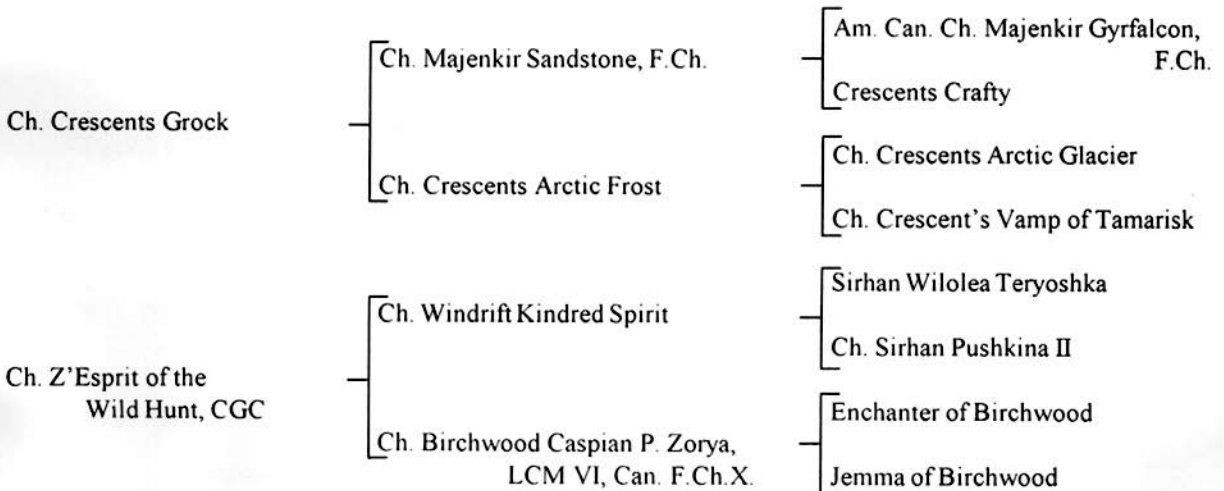 Am. Can. Ch. Majenkir Gyrfalcon,
F.Ch.
Ch. Majenkir Sandstone, F.Ch.
Crescents Crafty
Ch. Crescents Grock
Ch. Crescents Arctic Glacier
Ch. Crescents Arctic Frost
Ch. Crescent's Vamp of Tamarisk
Sirhan Wilolea Teryoshka
Ch. Windrift Kindred Spirit
Ch. Sirhan Pushkina II
Ch. Z'Esprit of the
Wild Hunt, CGC
Enchanter of Birchwood
Ch. Birchwood Caspian P. Zorya,
LCM VI, Can. F.Ch.X.
Jemma of Birchwood